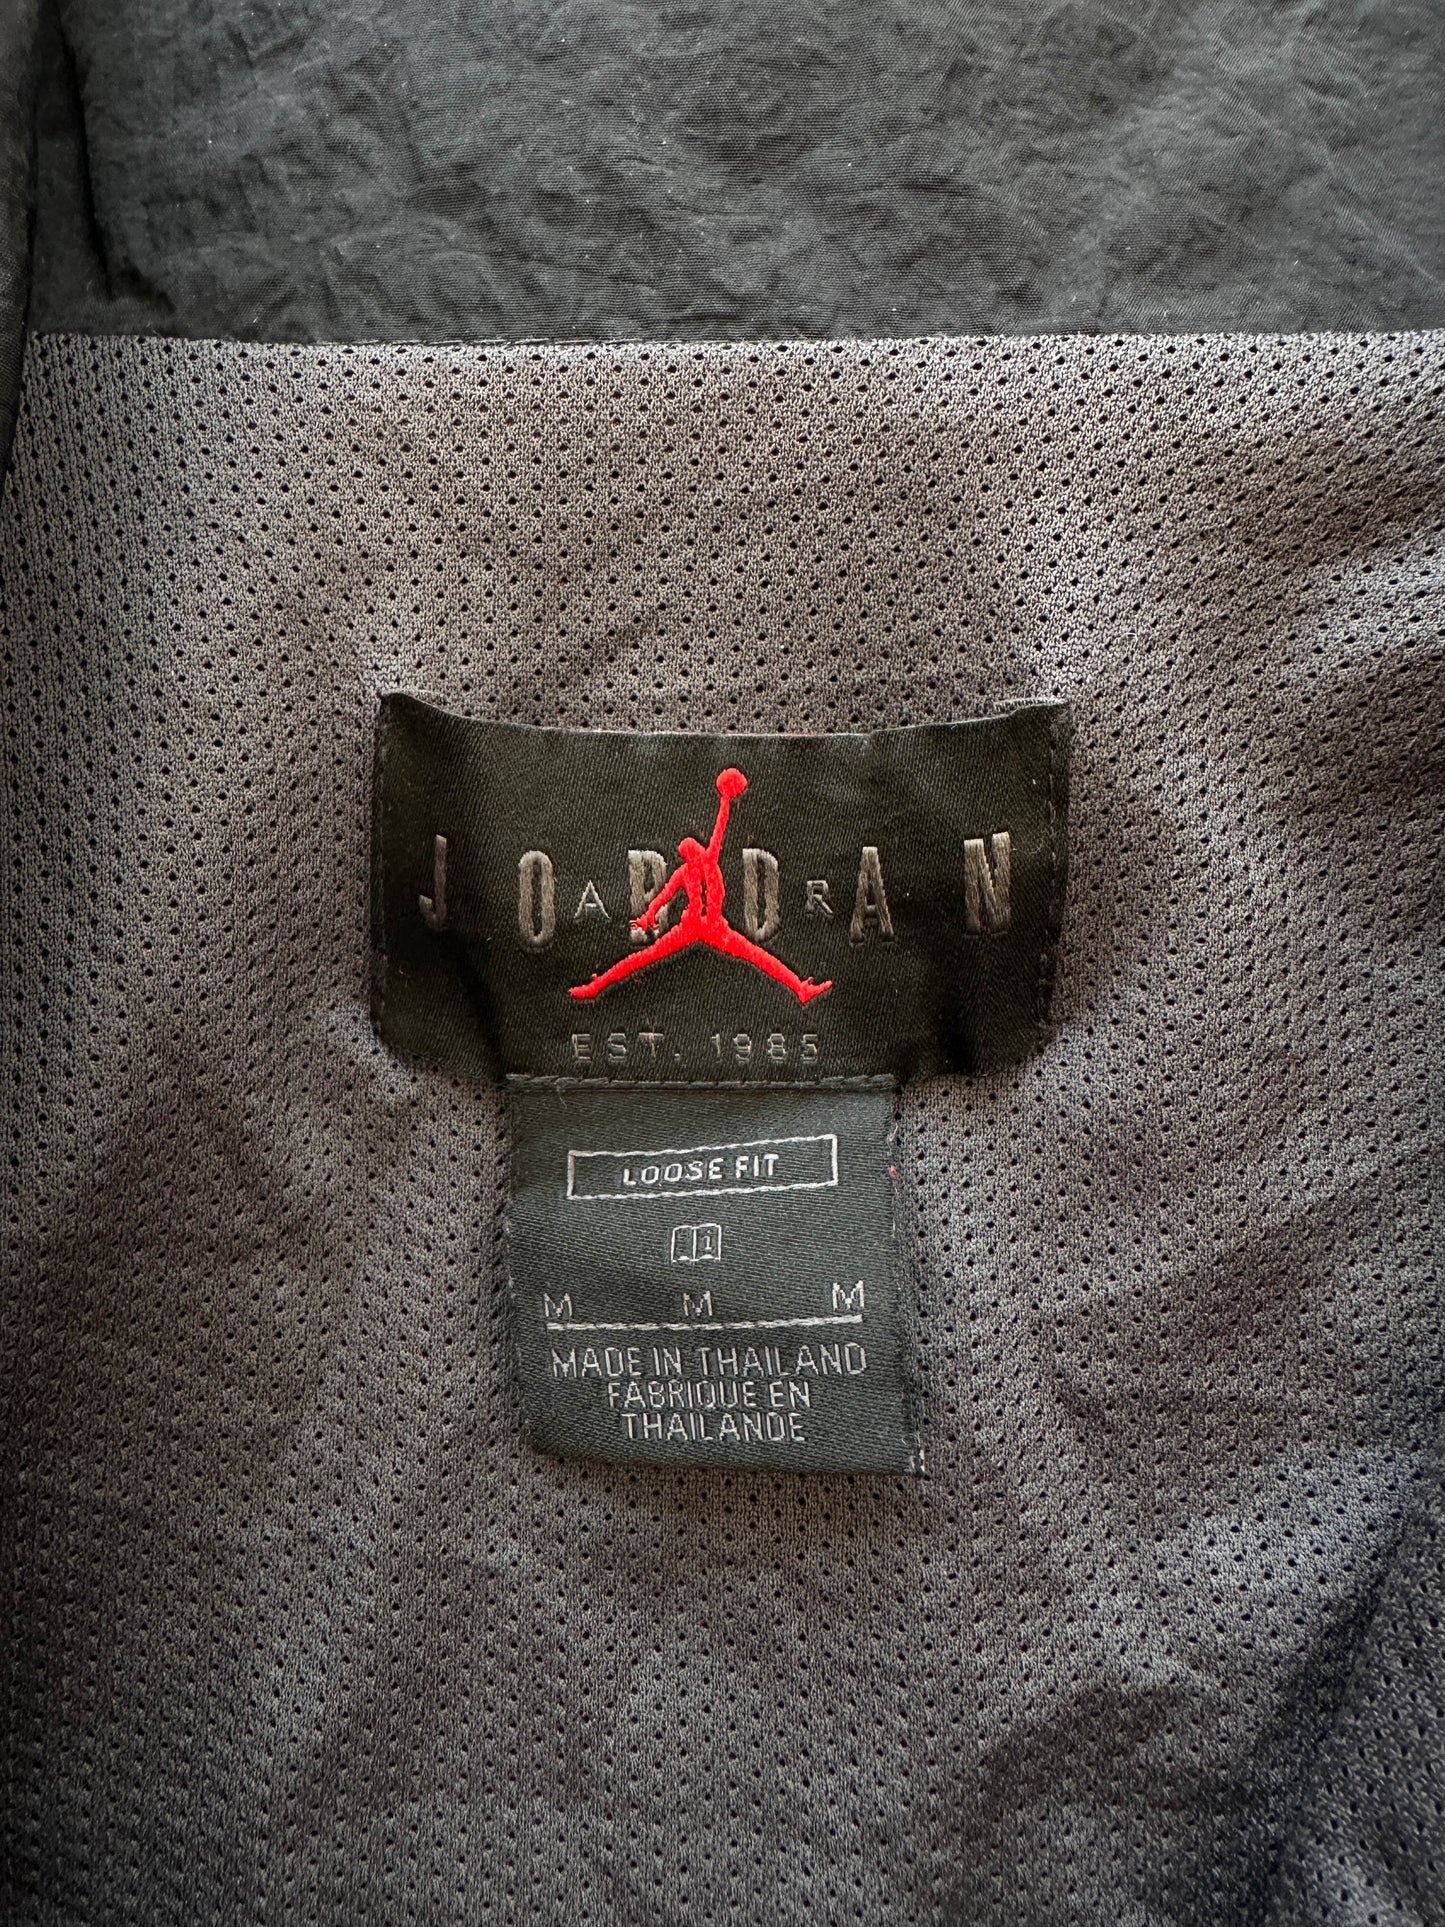 JORDAN
AIR
EST. 1985
LOOSE FIT
i
M M M
MADE IN THAILAND
FABRIQUE EN
THAILANDE